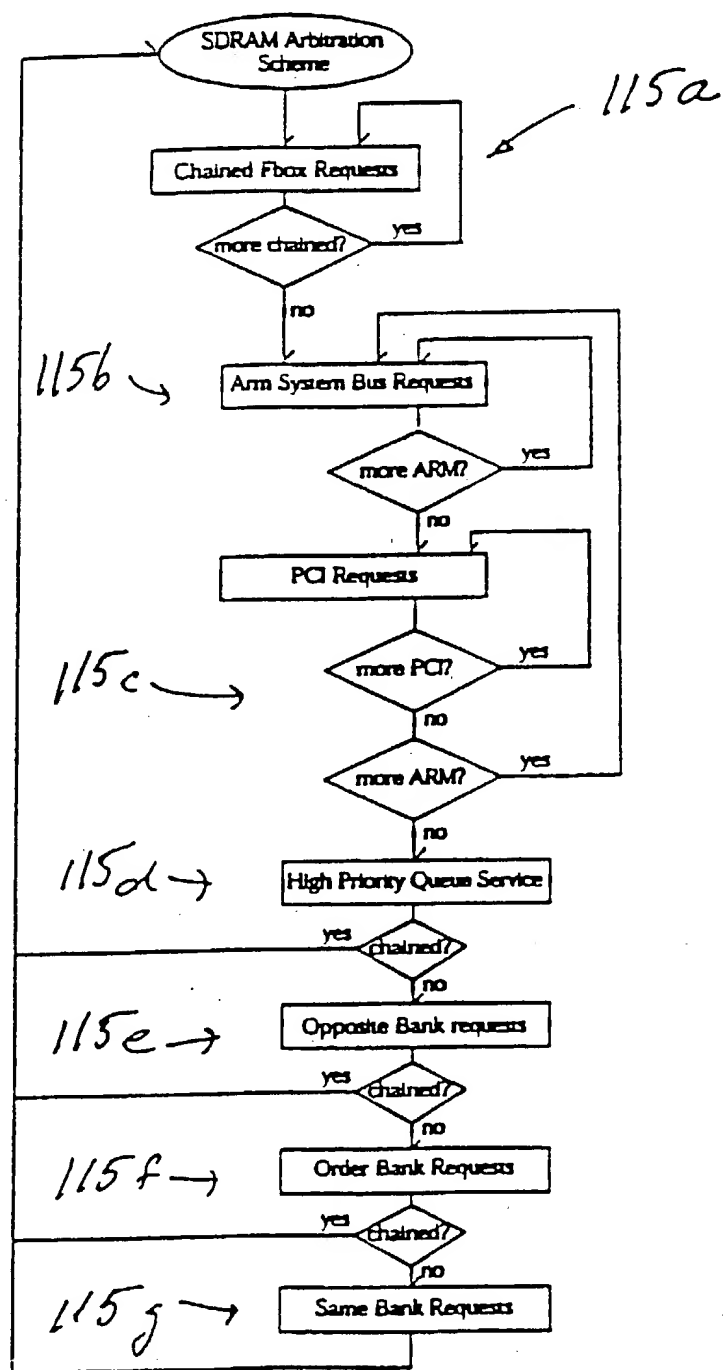 SDRAM Arbitration
Scheme
115a
Chained Fbox Requests
more chained?
yes
no
115b
Arm System Bus Requests
more ARM?
yes
no
PCI Requests
more PCI?
yes
115c
no
more ARM?
yes
no
115d
High Priority Queue Service
yes
chained?
no
115e
Opposite Bank requests
yes
chained?
no
115f
Order Bank Requests
yes
chained?
no
115g
Same Bank Requests